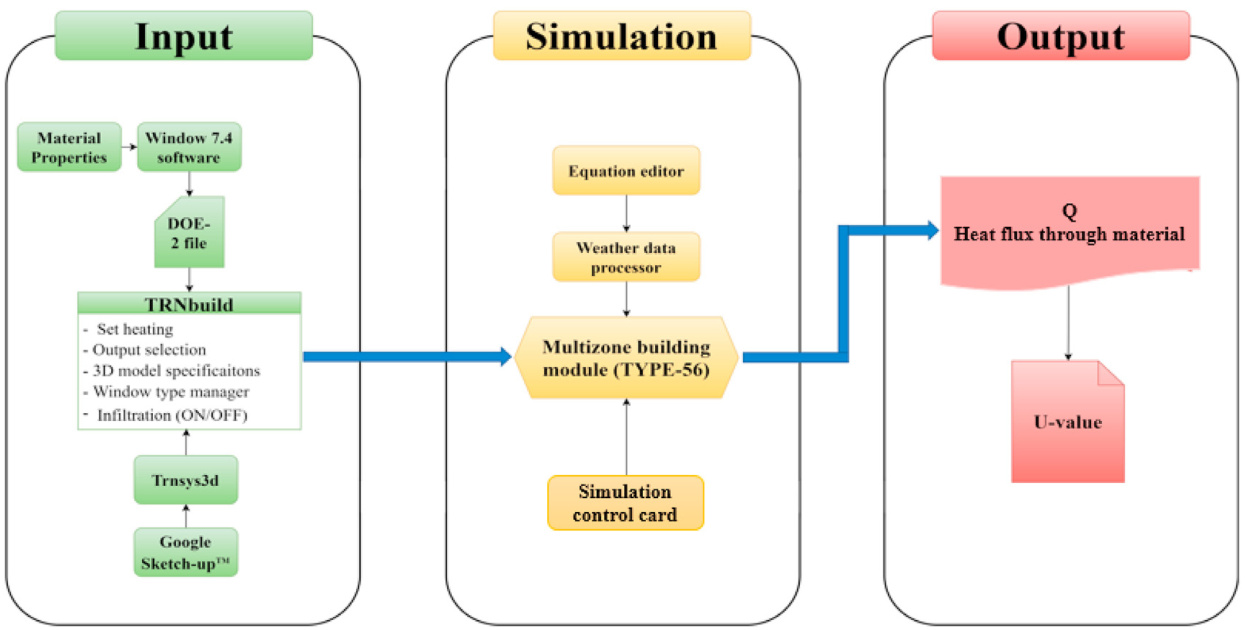 Input
Material
Properties
Window 7.4
software
DOE-
2 file
TRNbuild
- Set heating
- Output selection
- 3D model specificaitons
- Window type manager
- Infiltration (ON/OFF)
Trnsys3d
Google
Sketch-up™
Simulation
Equation editor
Weather data
processor
Multizone building
module (TYPE-56)
Simulation
control card
Output
Q
Heat flux through material
U-value